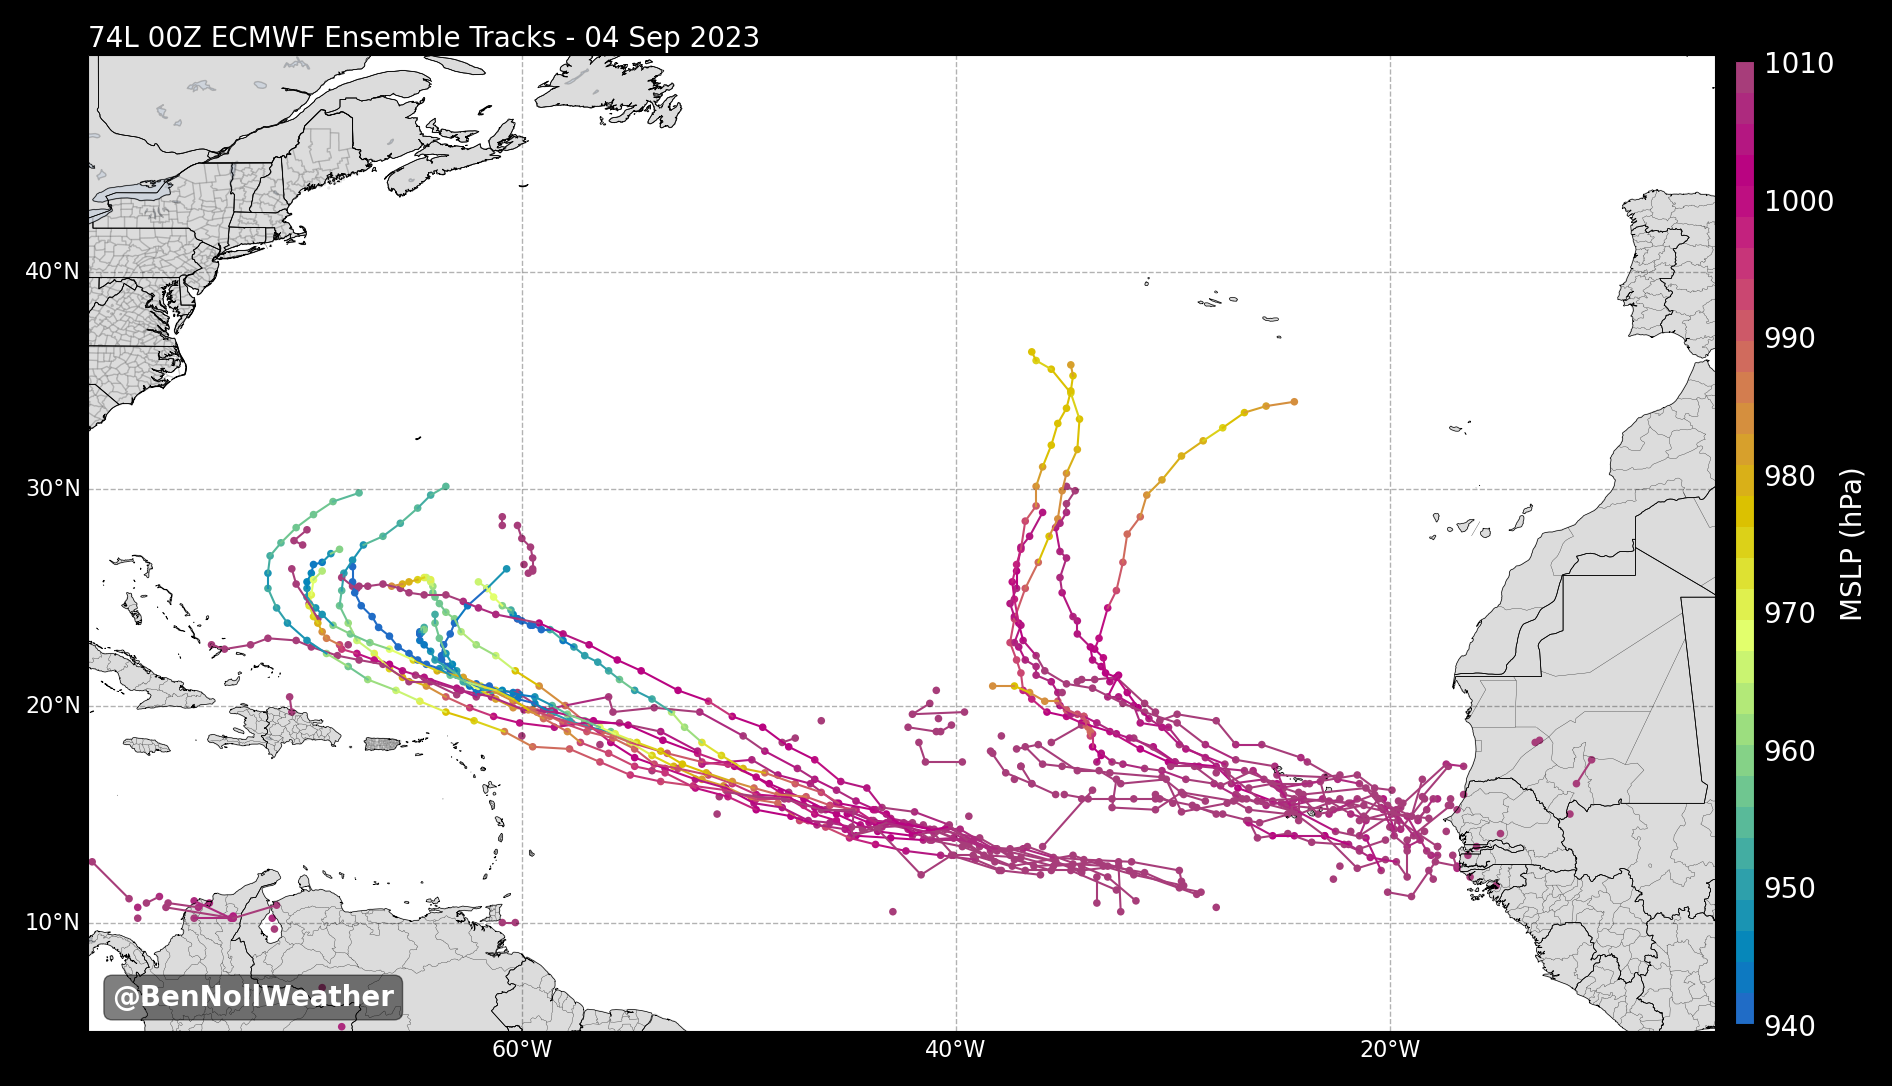 74L 00Z ECMWF Ensemble Tracks - 04 Sep 2023
1010
1000
990
980
970
960
950
940
MSLP (hPa)
40°N
30°N
20°N
10°N
60°W
40°W
20°W
@BenNollWeather